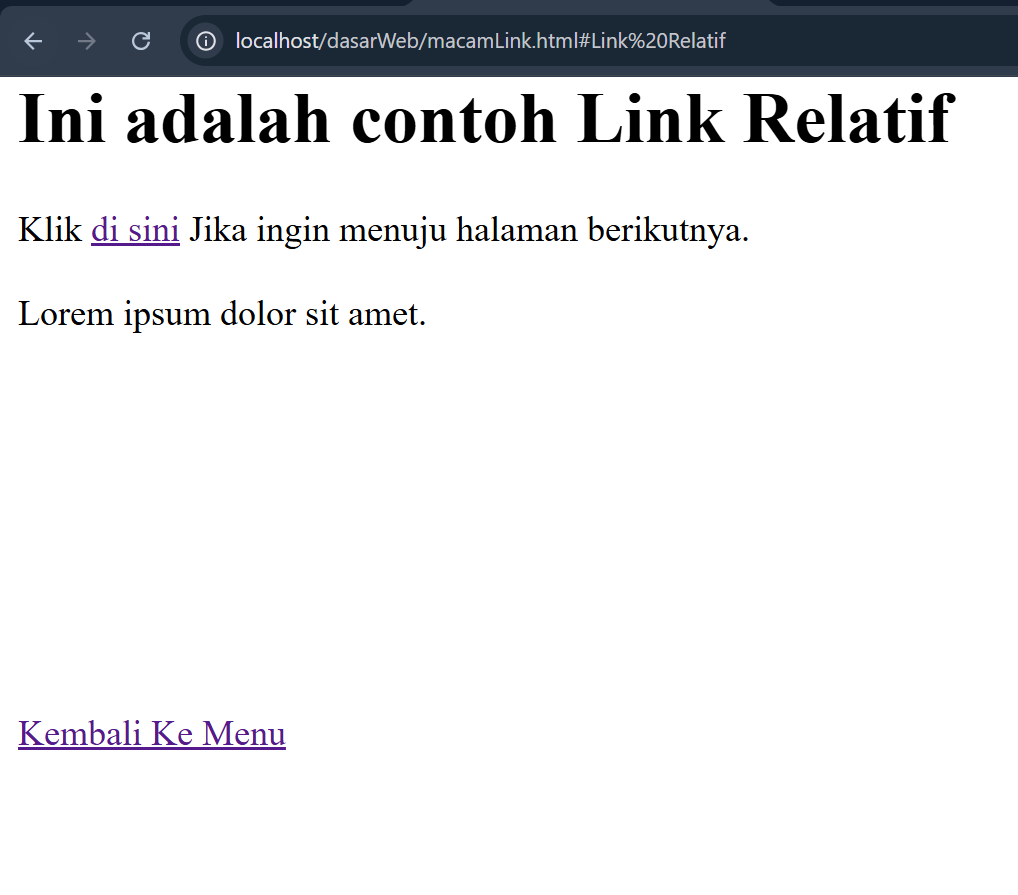 localhost/dasarWeb/macamLink.html#Link%20Relatif
Ini adalah contoh Link Relatif
Klik di sini Jika ingin menuju halaman berikutnya.
Lorem ipsum dolor sit amet.
Kembali Ke Menu